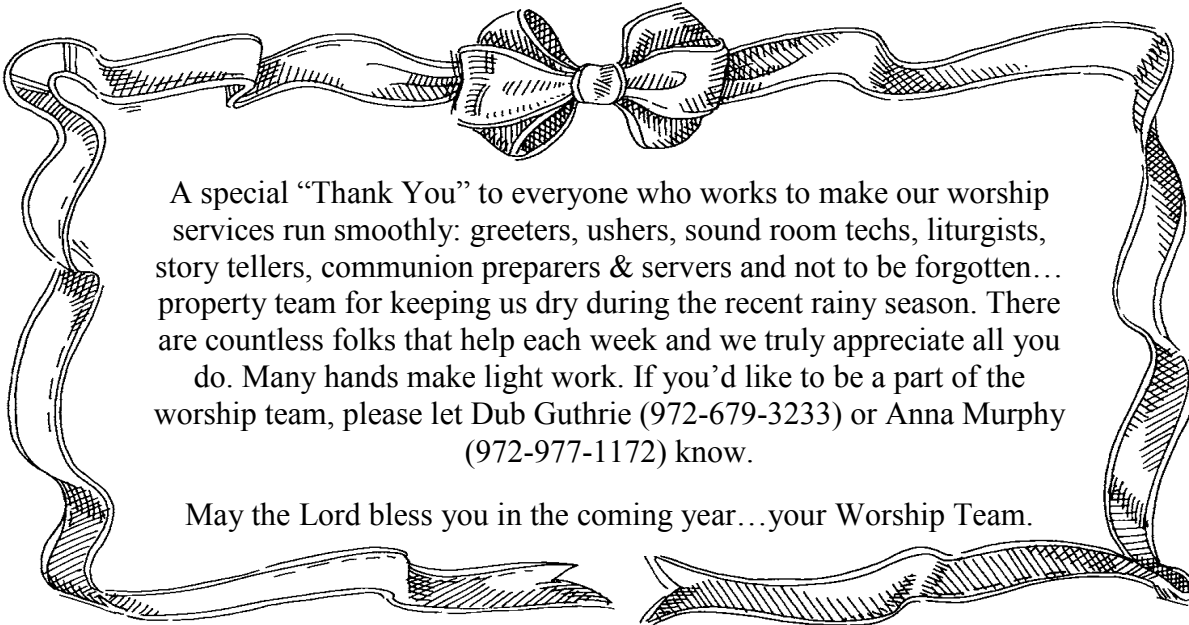 A special “Thank You” to everyone who works to make our worship
services run smoothly: greeters, ushers, sound room techs, liturgists,
story tellers, communion preparers & servers and not to be forgotten…
property team for keeping us dry during the recent rainy season. There
are countless folks that help each week and we truly appreciate all you
do. Many hands make light work. If you’d like to be a part of the
worship team, please let Dub Guthrie (972-679-3233) or Anna Murphy
(972-977-1172) know.
May the Lord bless you in the coming year…your Worship Team.